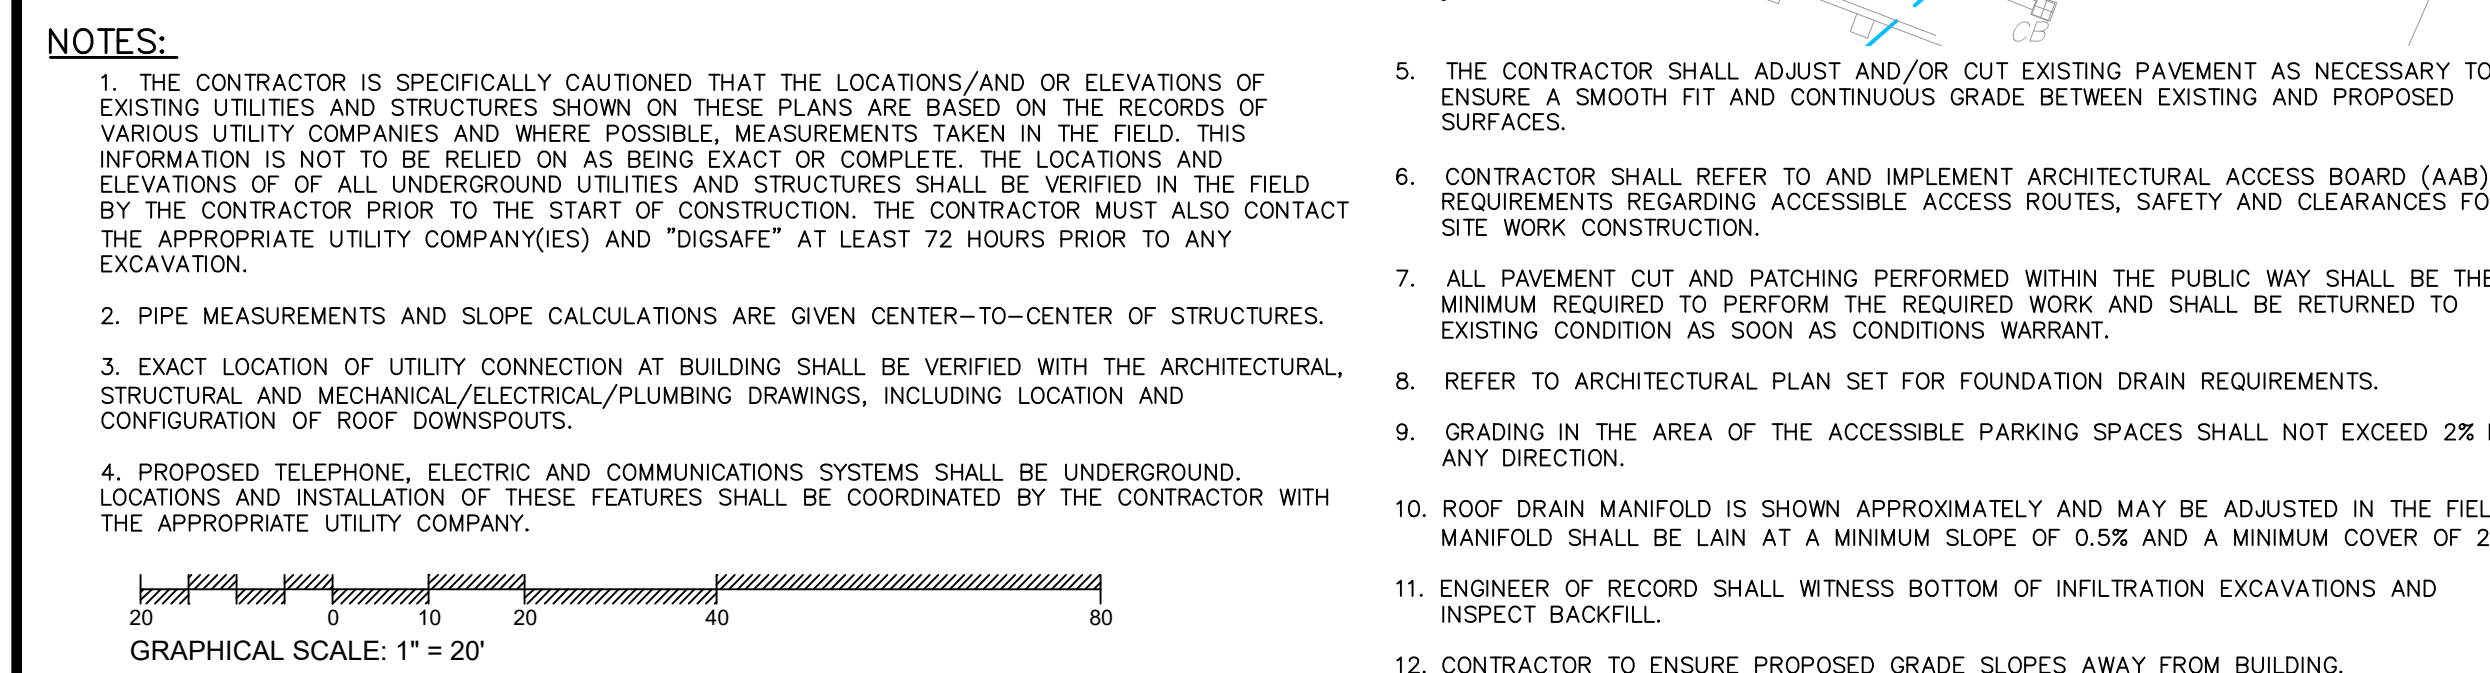 NOTES:
1. THE CONTRACTOR IS SPECIFICALLY CAUTIONED THAT THE LOCATIONS/AND OR ELEVATIONS OF
EXISTING UTILITIES AND STRUCTURES SHOWN ON THESE PLANS ARE BASED ON THE RECORDS OF
VARIOUS UTILITY COMPANIES AND WHERE POSSIBLE, MEASUREMENTS TAKEN IN THE FIELD. THIS
INFORMATION IS NOT TO BE RELIED ON AS BEING EXACT OR COMPLETE. THE LOCATIONS AND
ELEVATIONS OF OF ALL UNDERGROUND UTILITIES AND STRUCTURES SHALL BE VERIFIED IN THE FIELD
BY THE CONTRACTOR PRIOR TO THE START OF CONSTRUCTION. THE CONTRACTOR MUST ALSO CONTACT
THE APPROPRIATE UTILITY COMPANY(IES) AND "DIGSAFE" AT LEAST 72 HOURS PRIOR TO ANY
EXCAVATION.
2. PIPE MEASUREMENTS AND SLOPE CALCULATIONS ARE GIVEN CENTER-TO-CENTER OF STRUCTURES.
3. EXACT LOCATION OF UTILITY CONNECTION AT BUILDING SHALL BE VERIFIED WITH THE ARCHITECTURAL,
STRUCTURAL AND MECHANICAL/ELECTRICAL/PLUMBING DRAWINGS, INCLUDING LOCATION AND
CONFIGURATION OF ROOF DOWNSPOUTS.
4. PROPOSED TELEPHONE, ELECTRIC AND COMMUNICATIONS SYSTEMS SHALL BE UNDERGROUND.
LOCATIONS AND INSTALLATION OF THESE FEATURES SHALL BE COORDINATED BY THE CONTRACTOR WITH
THE APPROPRIATE UTILITY COMPANY.
20 0 10 20 40 80
GRAPHICAL SCALE: 1" = 20'
CB
5. THE CONTRACTOR SHALL ADJUST AND/OR CUT EXISTING PAVEMENT AS NECESSARY TO
ENSURE A SMOOTH FIT AND CONTINUOUS GRADE BETWEEN EXISTING AND PROPOSED
SURFACES.
6. CONTRACTOR SHALL REFER TO AND IMPLEMENT ARCHITECTURAL ACCESS BOARD (AAB)
REQUIREMENTS REGARDING ACCESSIBLE ACCESS ROUTES, SAFETY AND CLEARANCES FO
SITE WORK CONSTRUCTION.
7. ALL PAVEMENT CUT AND PATCHING PERFORMED WITHIN THE PUBLIC WAY SHALL BE THE
MINIMUM REQUIRED TO PERFORM THE REQUIRED WORK AND SHALL BE RETURNED TO
EXISTING CONDITION AS SOON AS CONDITIONS WARRANT.
8. REFER TO ARCHITECTURAL PLAN SET FOR FOUNDATION DRAIN REQUIREMENTS.
9. GRADING IN THE AREA OF THE ACCESSIBLE PARKING SPACES SHALL NOT EXCEED 2%
ANY DIRECTION.
10. ROOF DRAIN MANIFOLD IS SHOWN APPROXIMATELY AND MAY BE ADJUSTED IN THE FIEL
MANIFOLD SHALL BE LAIN AT A MINIMUM SLOPE OF 0.5% AND A MINIMUM COVER OF 2
11. ENGINEER OF RECORD SHALL WITNESS BOTTOM OF INFILTRATION EXCAVATIONS AND
INSPECT BACKFILL.
12. CONTRACTOR TO ENSURE PROPOSED GRADE SLOPES AWAY FROM BUILDING.